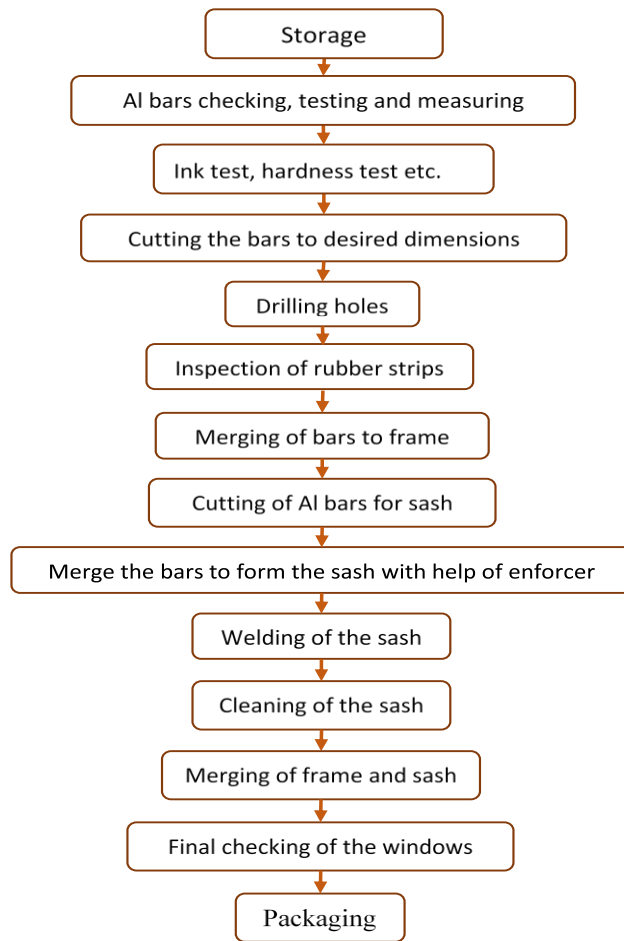 Storage
Al bars checking, testing and measuring
Ink test, hardness test etc.
Cutting the bars to desired dimensions
Drilling holes
Inspection of rubber strips
Merging of bars to frame
Cutting of Al bars for sash
Merge the bars to form the sash with help of enforcer
Welding of the sash
Cleaning of the sash
Merging of frame and sash
Final checking of the windows
Packaging